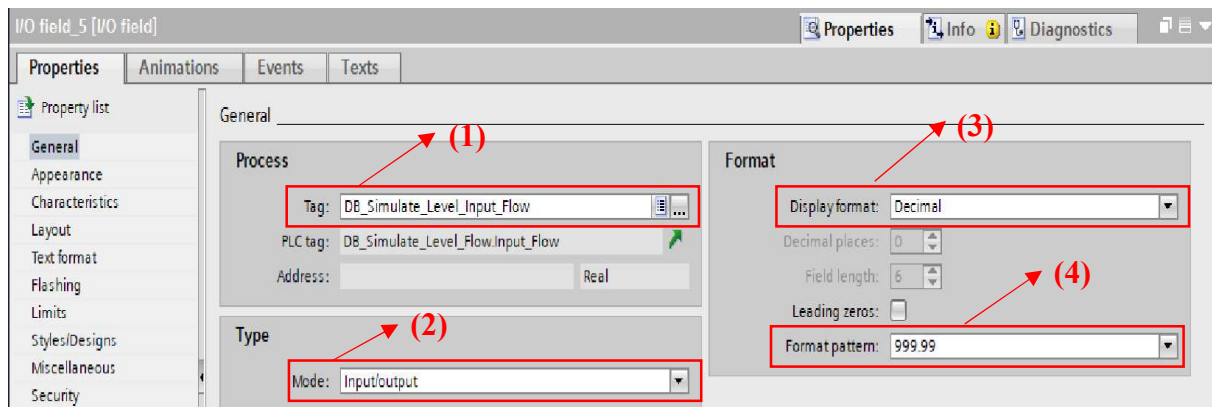 I/O field_5 [I/O field]
Properties Info Diagnostics
Properties Animations Events Texts
Property list
General
Appearance
Characteristics
Layout
Text format
Flashing
Limits
Styles/Designs
Miscellaneous
Security
General
(1)
Process
Tag: DB_Simulate_Level_Input_Flow
PLC tag: DB_Simulate_Level_Flow.Input_Flow
Address: Real
(2)
Type
Mode: Input/output
(3)
Format
Display format: Decimal
Decimal places: 0
Field length: 6
(4)
Leading zeros:
Format pattern: 999.99